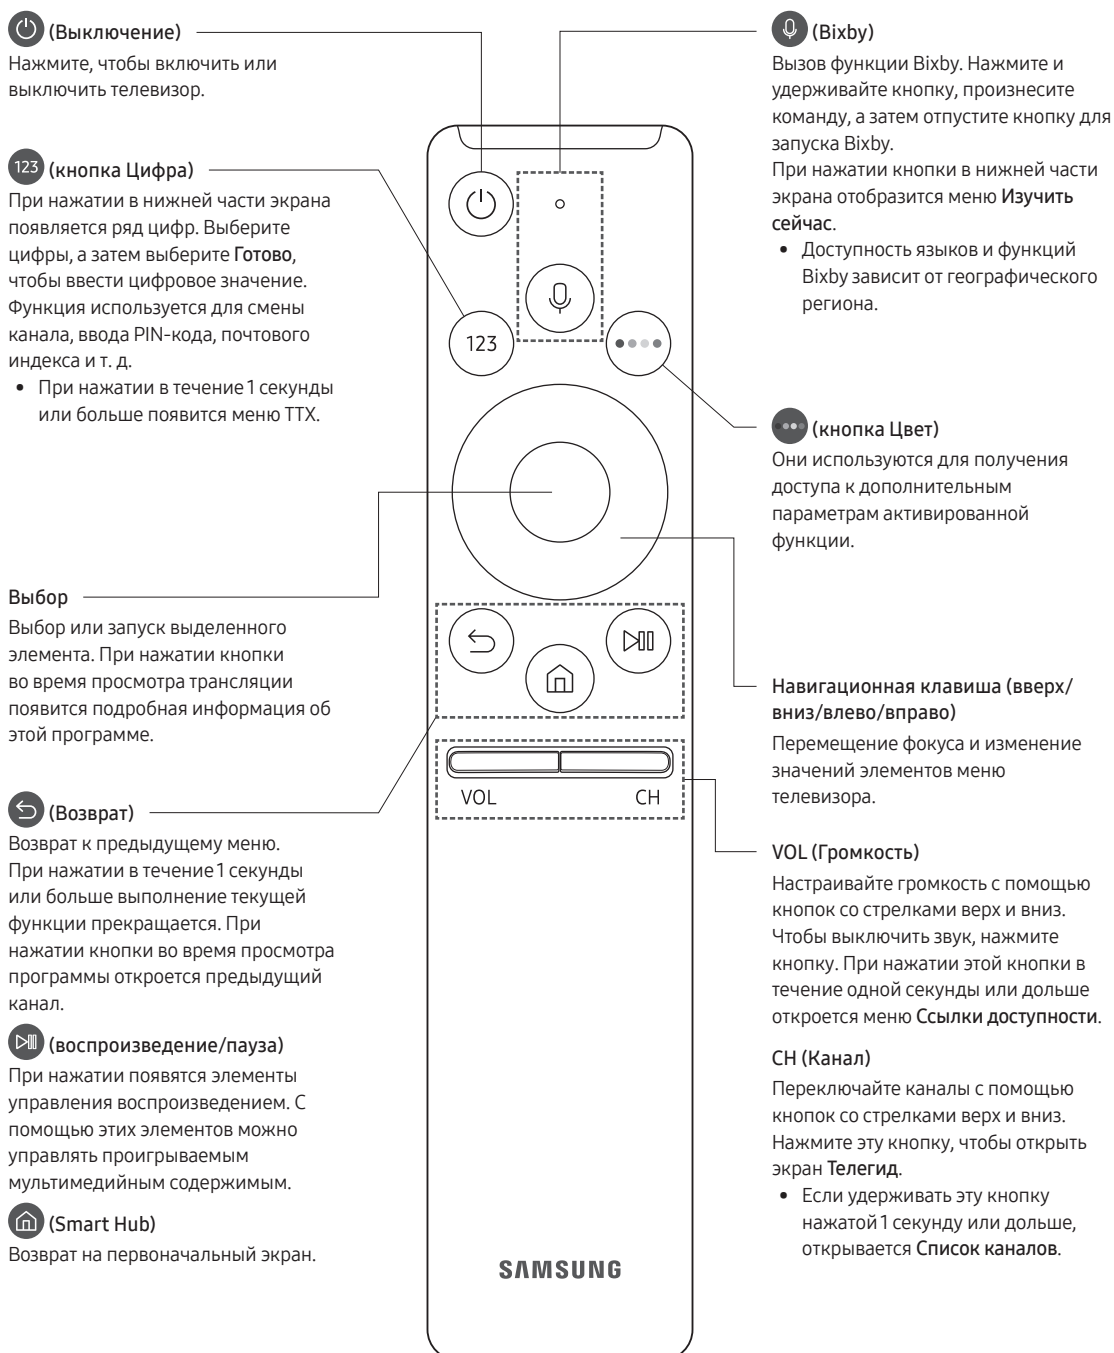 (Выключение)
Нажмите, чтобы включить или
выключить телевизор.
123 (кнопка Цифра)
При нажатии в нижней части экрана
появляется ряд цифр. Выберите
цифры, а затем выберите Готово,
чтобы ввести цифровое значение.
Функция используется для смены
канала, ввода PIN-кода, почтового
индекса и т. д.
• При нажатии в течение 1 секунды
или больше появится меню TTX.
Выбор
Выбор или запуск выделенного
элемента. При нажатии кнопки
во время просмотра трансляции
появится подробная информация об
этой программе.
(Возврат)
Возврат к предыдущему меню.
При нажатии в течение 1 секунды
или больше выполнение текущей
функции прекращается. При
нажатии кнопки во время просмотра
программы откроется предыдущий
канал.
(воспроизведение/пауза)
При нажатии появятся элементы
управления воспроизведением. С
помощью этих элементов можно
управлять проигрываемым
мультимедийным содержимым.
(Smart Hub)
Возврат на первоначальный экран.
123
VOL
CH
SAMSUNG
(Bixby)
Вызов функции Bixby. Нажмите и
удерживайте кнопку, произнесите
команду, а затем отпустите кнопку для
запуска Bixby.
При нажатии кнопки в нижней части
экрана отобразится меню Изучить
сейчас.
• Доступность языков и функций
Bixby зависит от географического
региона.
(кнопка Цвет)
Они используются для получения
доступа к дополнительным
параметрам активированной
функции.
Навигационная клавиша (вверх/
вниз/влево/вправо)
Перемещение фокуса и изменение
значений элементов меню
телевизора.
VOL (Громкость)
Настраивайте громкость с помощью
кнопок со стрелками верх и вниз.
Чтобы выключить звук, нажмите
кнопку. При нажатии этой кнопки в
течение одной секунды или дольше
откроется меню Ссылки доступности.
CH (Канал)
Переключайте каналы с помощью
кнопок со стрелками верх и вниз.
Нажмите эту кнопку, чтобы открыть
экран Телегид.
• Если удерживать эту кнопку
нажатой 1 секунду или дольше,
открывается Список каналов.